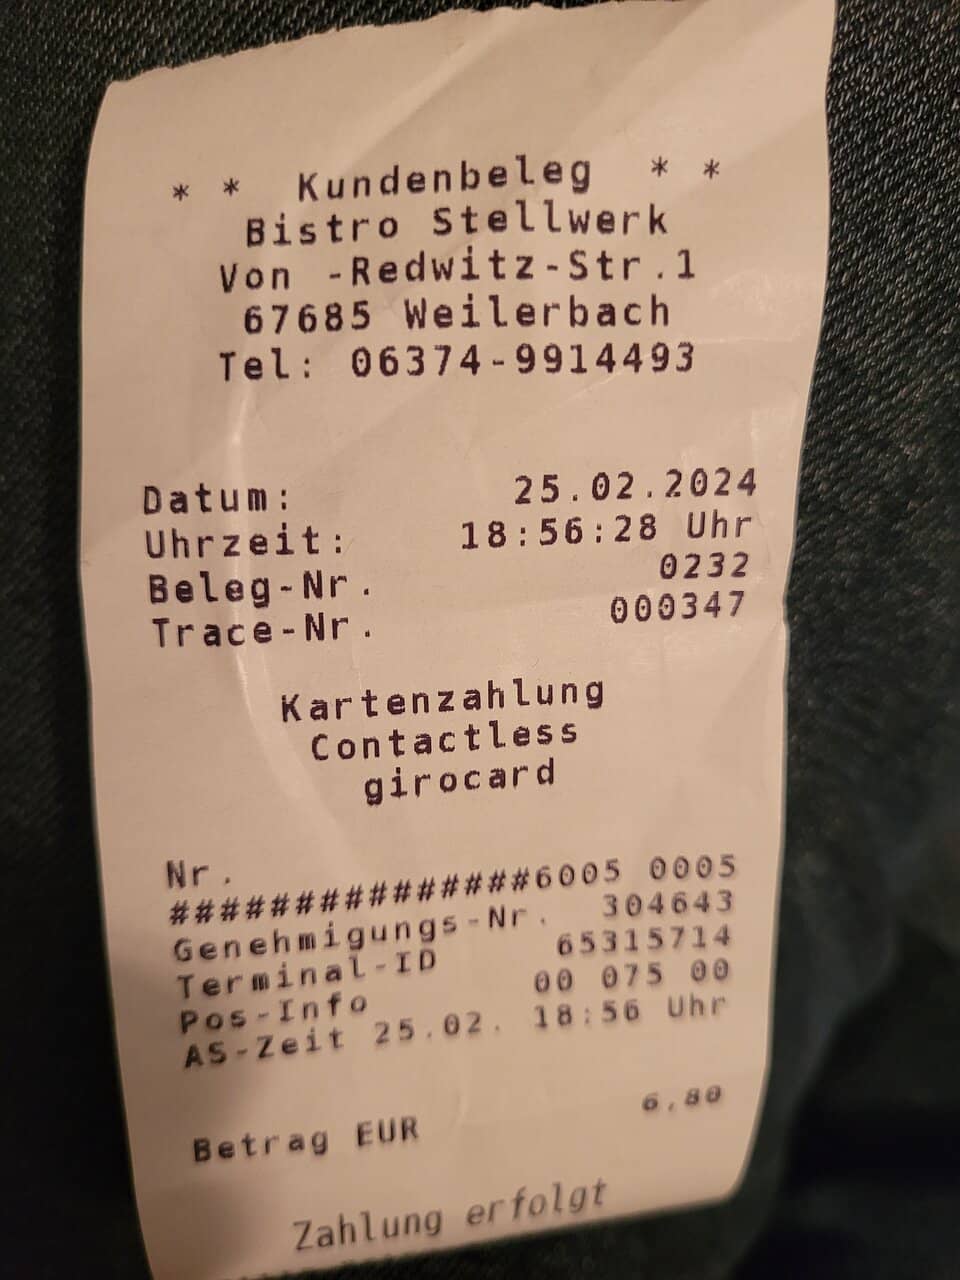 * * Kundenbeleg * *
Bistro Stellwerk
Von -Redwitz-Str.1
67685 Weilerbach
Tel: 06374-9914493
Datum: 25.02.2024
Uhrzeit: 18:56:28 Uhr
Beleg-Nr. 0232
Trace-Nr. 000347
Kartenzahlung
Contactless
girocard
Nr.
###############6005 0005
Genehmigungs-Nr. 304643
Terminal-ID 65315714
Pos-Info 00 075 00
AS-Zeit 25.02. 18:56 Uhr
Betrag EUR 6,80
Zahlung erfolgt